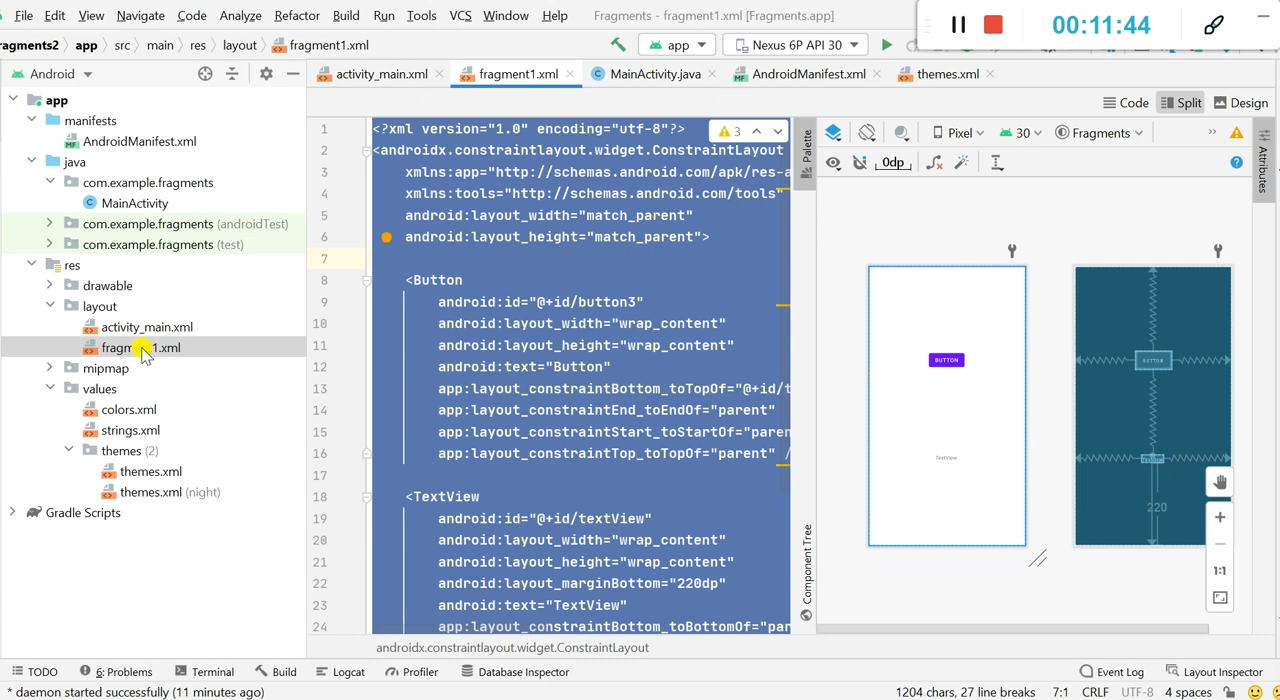 File Edit View Navigate Code Analyze Refactor Build Run Tools VCS Window Help Fragments - fragment1.xml [Fragments.app]
00:11:44
ragments2 app src main res layout fragment1.xml app Nexus 6P API 30
Android activity_main.xml fragment1.xml MainActivity.java AndroidManifest.xml themes.xml
Code Split Design
app
manifests
AndroidManifest.xml
java
com.example.fragments
MainActivity
com.example.fragments (androidTest)
com.example.fragments (test)
res
drawable
layout
activity_main.xml
fragment1.xml
mipmap
values
colors.xml
strings.xml
themes (2)
themes.xml
themes.xml (night)
Gradle Scripts
1 <?xml version="1.0" encoding="utf-8"?>
2 <androidx.constraintlayout.widget.ConstraintLayout
3 xmlns:app="http://schemas.android.com/apk/res-a
4 xmlns:tools="http://schemas.android.com/tools"
5 android:layout_width="match_parent"
6 android:layout_height="match_parent">
7
8 <Button
9 android:id="@+id/button3"
10 android:layout_width="wrap_content"
11 android:layout_height="wrap_content"
12 android:text="Button"
13 app:layout_constraintBottom_toTopOf="@+id/t
14 app:layout_constraintEnd_toEndOf="parent"
15 app:layout_constraintStart_toStartOf="paren
16 app:layout_constraintTop_toTopOf="parent" /
17
18 <TextView
19 android:id="@+id/textView"
20 android:layout_width="wrap_content"
21 android:layout_height="wrap_content"
22 android:layout_marginBottom="220dp"
23 android:text="TextView"
24 app:layout_constraintBottom_toBottomOf="par
3
androidx.constraintlayout.widget.ConstraintLayout
Palette
Component Tree
Pixel 30 Fragments
0dp
Attributes
BUTTON
TextView
BUTTON
220
1:1
TODO 6: Problems Terminal Build Logcat Profiler Database Inspector Event Log Layout Inspector
* daemon started successfully (11 minutes ago) 1204 chars, 27 line breaks 7:1 CRLF UTF-8 4 spaces